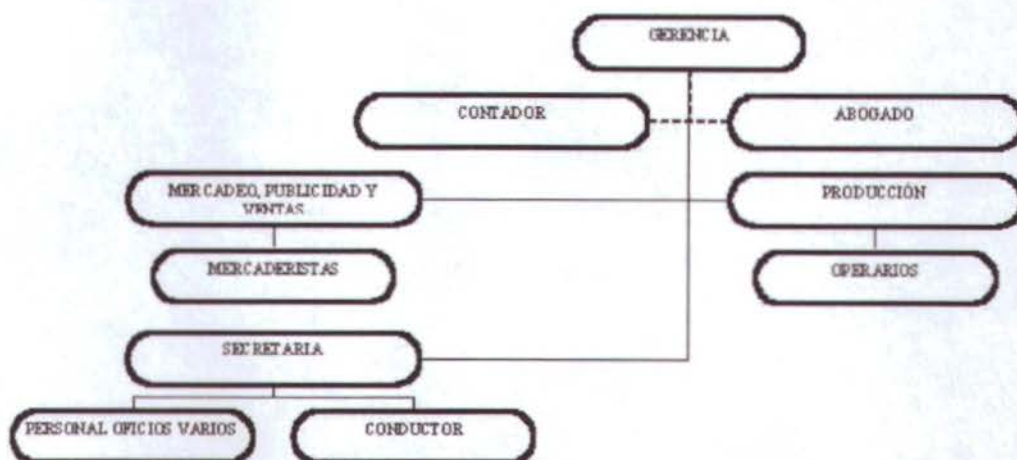 GERENCIA
CONTADOR
ABOGADO
MERCADEO, PUBLICIDAD Y
VENTAS
PRODUCCIÓN
MERCADERISTAS
OPERARIOS
SECRETARIA
PERSONAL OFICIOS VARIOS
CONDUCTOR